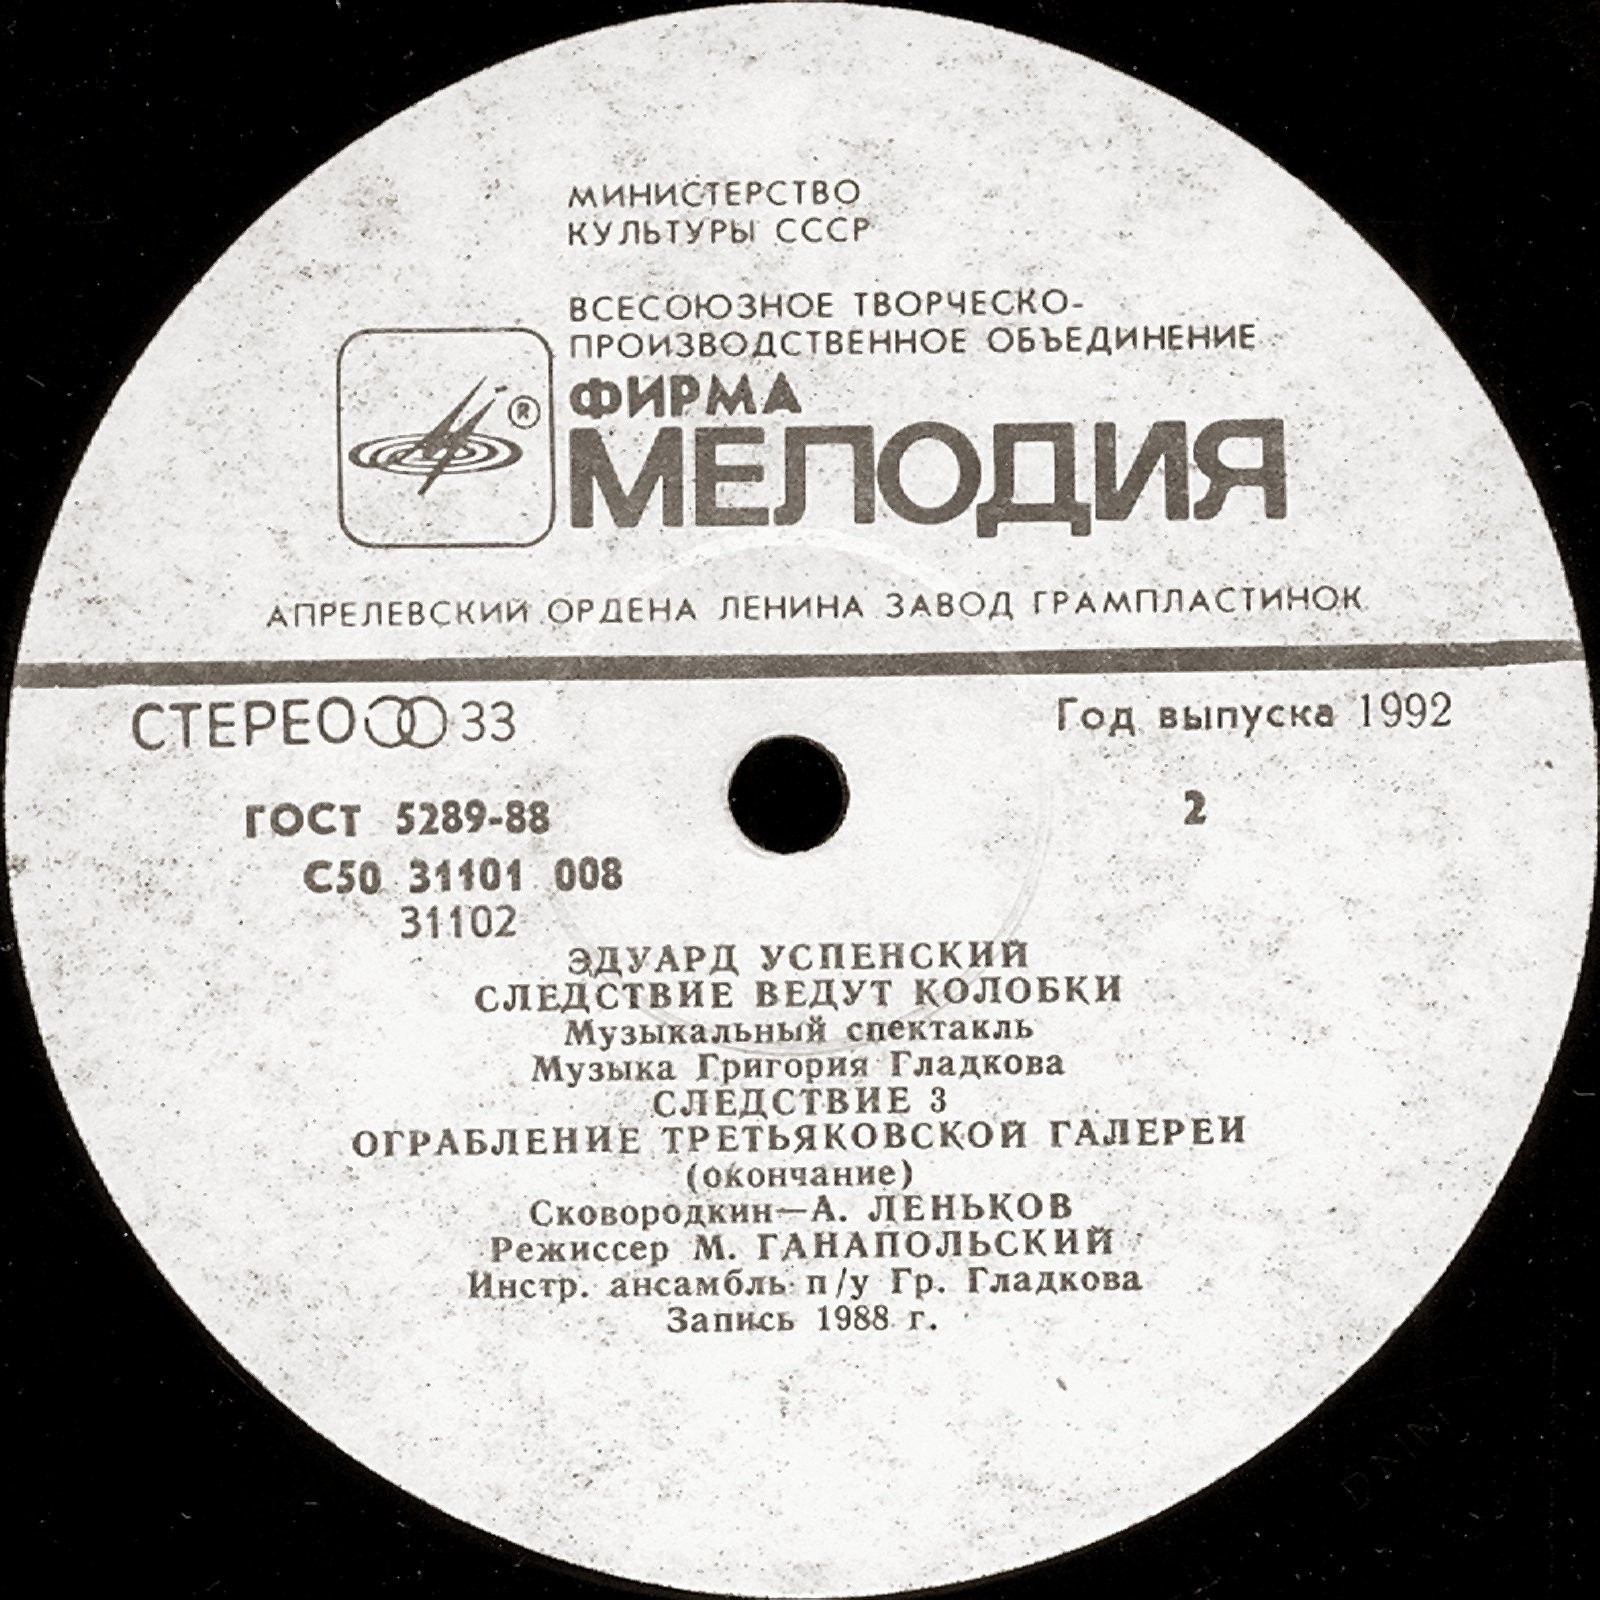 МИНИСТЕРСТВО
КУЛЬТУРЫ СССР
ВСЕСОЮЗНОЕ ТВОРЧЕСКО-
ПРОИЗВОДСТВЕННОЕ ОБЪЕДИНЕНИЕ
ФИРМА
МЕЛОДИЯ
®
АПРЕЛЕВСКИЙ ОРДЕНА ЛЕНИНА ЗАВОД ГРАМПЛАСТИНОК
СТЕРЕО 33
Год выпуска 1992
ГОСТ 5289-88
2
С50 31101 008
31102
ЭДУАРД УСПЕНСКИЙ
СЛЕДСТВИЕ ВЕДУТ КОЛОБКИ
Музыкальный спектакль
Музыка Григория Гладкова
СЛЕДСТВИЕ 3
ОГРАБЛЕНИЕ ТРЕТЬЯКОВСКОЙ ГАЛЕРЕИ
(окончание)
Сковородкин—А. ЛЕНЬКОВ
Режиссер М. ГАНАПОЛЬСКИЙ
Инстр. ансамбль п/у Гр. Гладкова
Запись 1988 г.